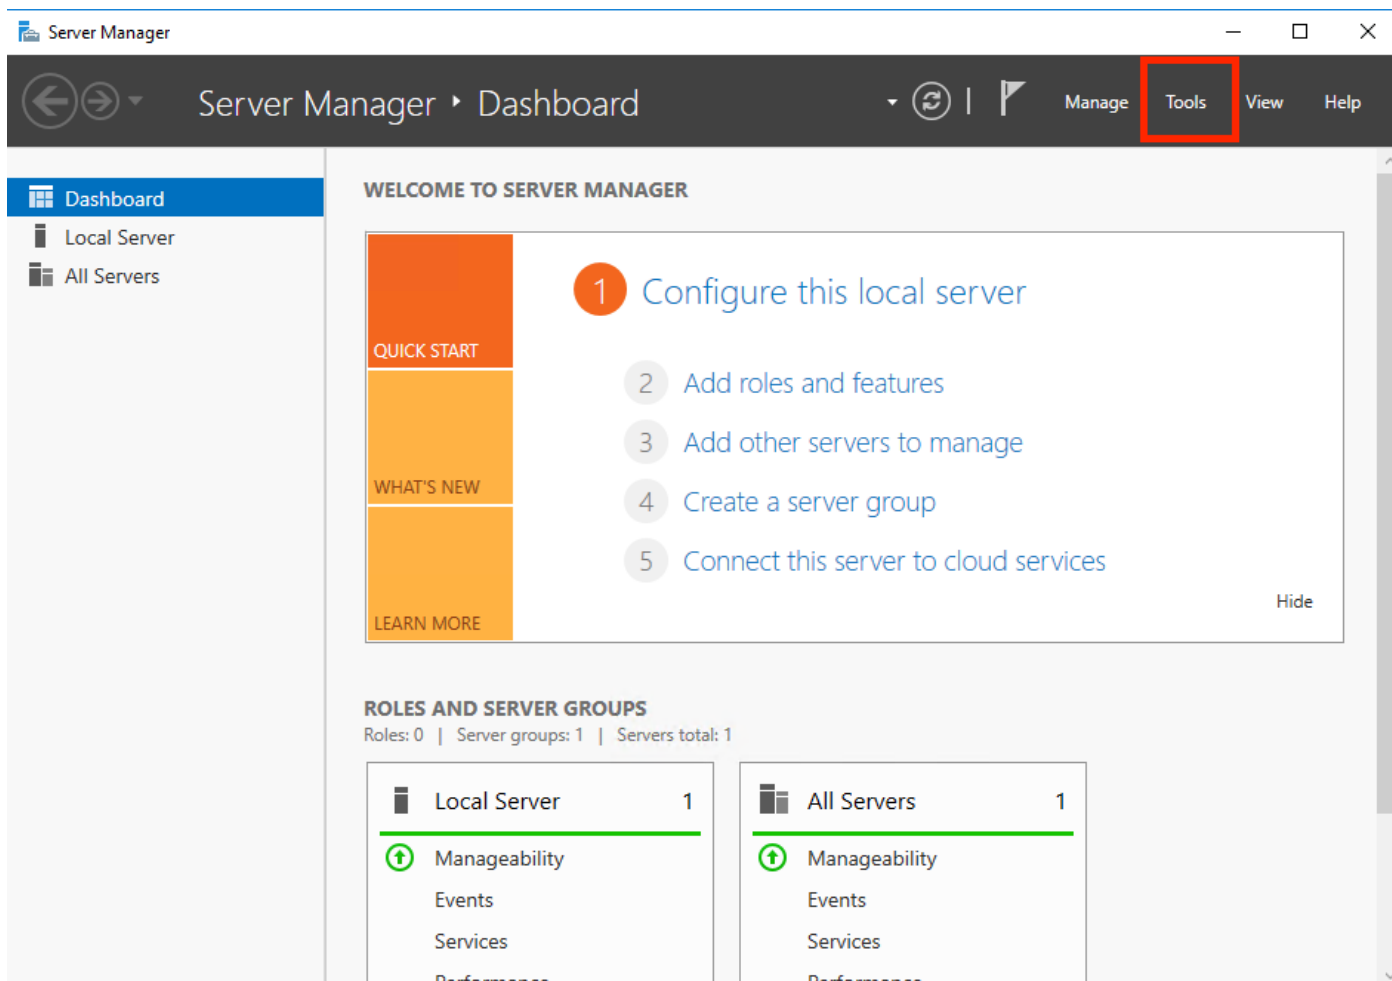 Server Manager
Server Manager ‣ Dashboard
Manage Tools View Help
Dashboard
Local Server
All Servers
WELCOME TO SERVER MANAGER
QUICK START
WHAT'S NEW
LEARN MORE
1 Configure this local server
2 Add roles and features
3 Add other servers to manage
4 Create a server group
5 Connect this server to cloud services
Hide
ROLES AND SERVER GROUPS
Roles: 0 | Server groups: 1 | Servers total: 1
Local Server 1
Manageability
Events
Services
Performance
All Servers 1
Manageability
Events
Services
Performance